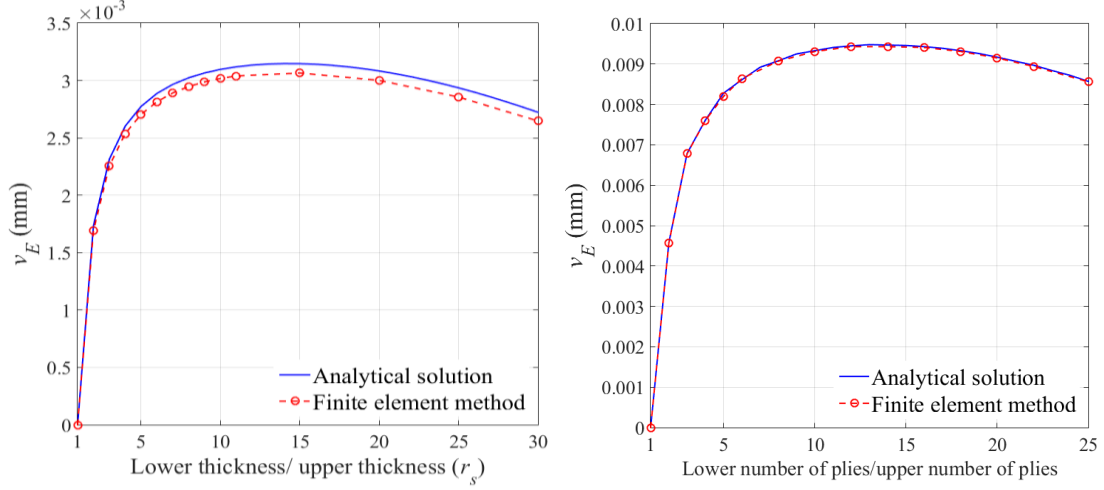 ×10⁻³
3.5
3
2.5
2
1.5
1
0.5
0
v_E (mm)
1 5 10 15 20 25 30
Lower thickness/ upper thickness (r_s)
Analytical solution
Finite element method
0.01
0.009
0.008
0.007
0.006
0.005
0.004
0.003
0.002
0.001
0
v_E (mm)
1 5 10 15 20 25
Lower number of plies/upper number of plies
Analytical solution
Finite element method